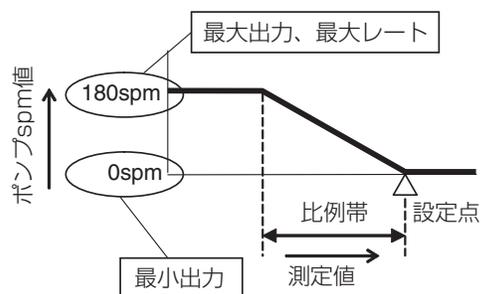 最大出力、最大レート
180spm
ポンプspm値
0spm
比例帯
設定点
測定値
最小出力